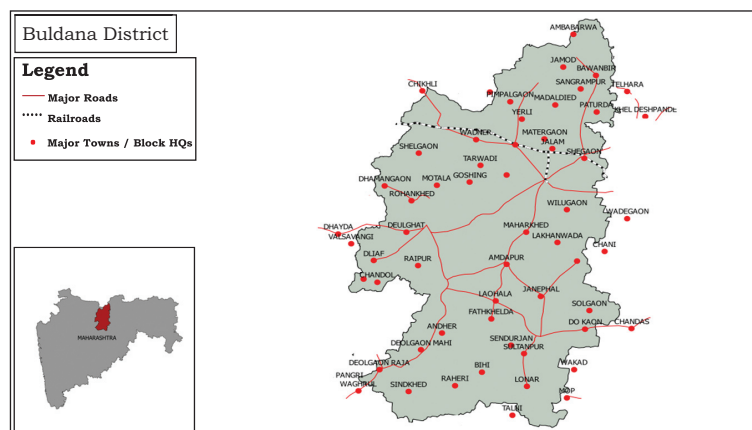 Buldana District
Legend
Major Roads
Railroads
Major Towns / Block HQs
MAHARASHTRA
AMBABARWA
JAMOD
BAWANBIR
CHIKHLI
SANGRAMPUR
TELHARA
PIMPALGAON
MADALDIED
KHEL DESHPANDE
YERLI
PATURDA
WADNER
MATERGAON
JALAM
SHELGAON
SHEGAON
TARWADI
DHAMANGAON
MOTALA
GOSHING
ROHANKHED
WILUGAON
WADEGAON
DHAYDA
DEULGHAT
MAHARKHED
VALSAVANGI
LAKHANWADA
CHANI
DLIAF
RAIPUR
AMDAPUR
CHANDOL
LAOHALA
JANEPHAL
SOLGAON
FATHKHELDA
ANDHER
DO KAON
CHANDAS
DEOLGAON MAHI
SENDURJAN
SULTANPUR
DEOLGAON RAJA
PANGRI
WAKAD
WAGHRUL
BIHI
SINDKHED
RAHERI
LONAR
MOP
TALNI